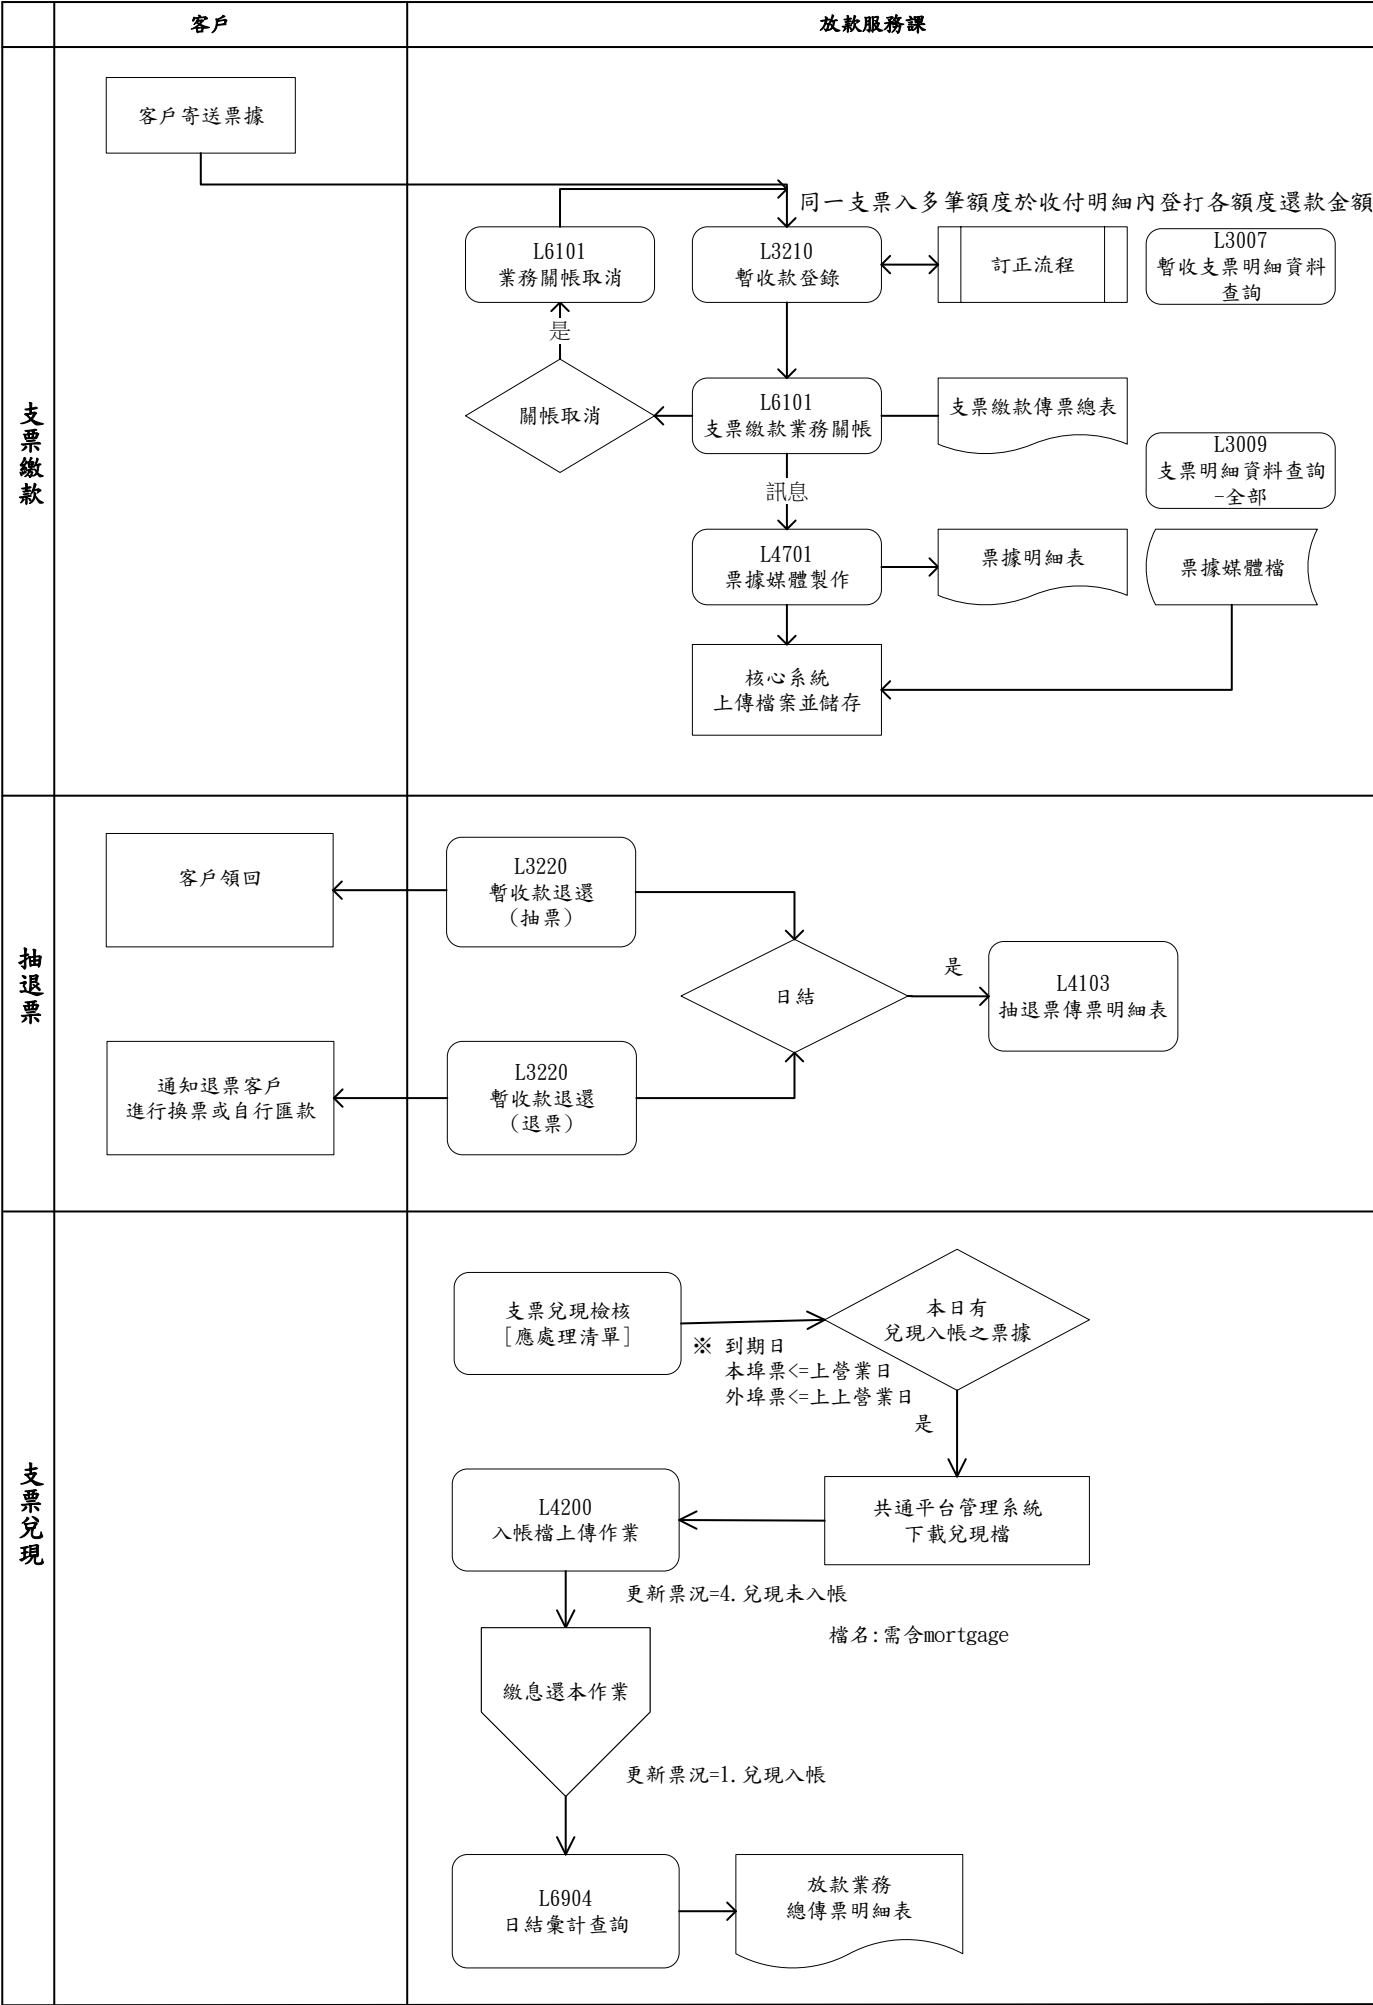 客戶
放款服務課
支票繳款
客戶寄送票據
同一支票入多筆額度於收付明細內登打各額度還款金額
L6101
業務關帳取消
L3210
暫收款登錄
訂正流程
L3007
暫收支票明細資料
查詢
是
關帳取消
L6101
支票繳款業務關帳
支票繳款傳票總表
L3009
支票明細資料查詢
-全部
訊息
L4701
票據媒體製作
票據明細表
票據媒體檔
核心系統
上傳檔案並儲存
抽退票
客戶領回
L3220
暫收款退還
(抽票)
日結
是
L4103
抽退票傳票明細表
通知退票客戶
進行換票或自行匯款
L3220
暫收款退還
(退票)
支票兌現
支票兌現檢核
[應處理清單]
本日有
兌現入帳之票據
※ 到期日
本埠票<=上營業日
外埠票<=上上營業日
是
L4200
入帳檔上傳作業
共通平台管理系統
下載兌現檔
更新票況=4.兌現未入帳
檔名:需含mortgage
繳息還本作業
更新票況=1.兌現入帳
L6904
日結彙計查詢
放款業務
總傳票明細表